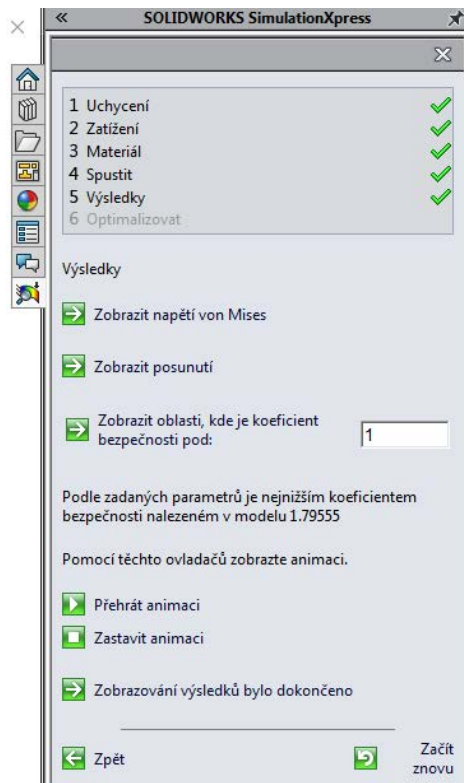 SOLIDWORKS SimulationXpress
1 Uchycení
2 Zatížení
3 Materiál
4 Spustit
5 Výsledky
6 Optimalizovat
Výsledky
Zobrazit napětí von Mises
Zobrazit posunutí
Zobrazit oblasti, kde je koeficient
bezpečnosti pod:
1
Podle zadaných parametrů je nejnižším koeficientem
bezpečnosti nalezeném v modelu 1.79555
Pomocí těchto ovladačů zobrazte animaci.
Přehrát animaci
Zastavit animaci
Zobrazování výsledků bylo dokončeno
Zpět
Začít
znovu